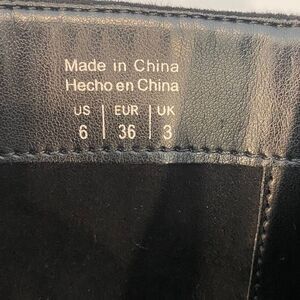 Made in China
Hecho en China
US | EUR | UK
6 | 36 | 3